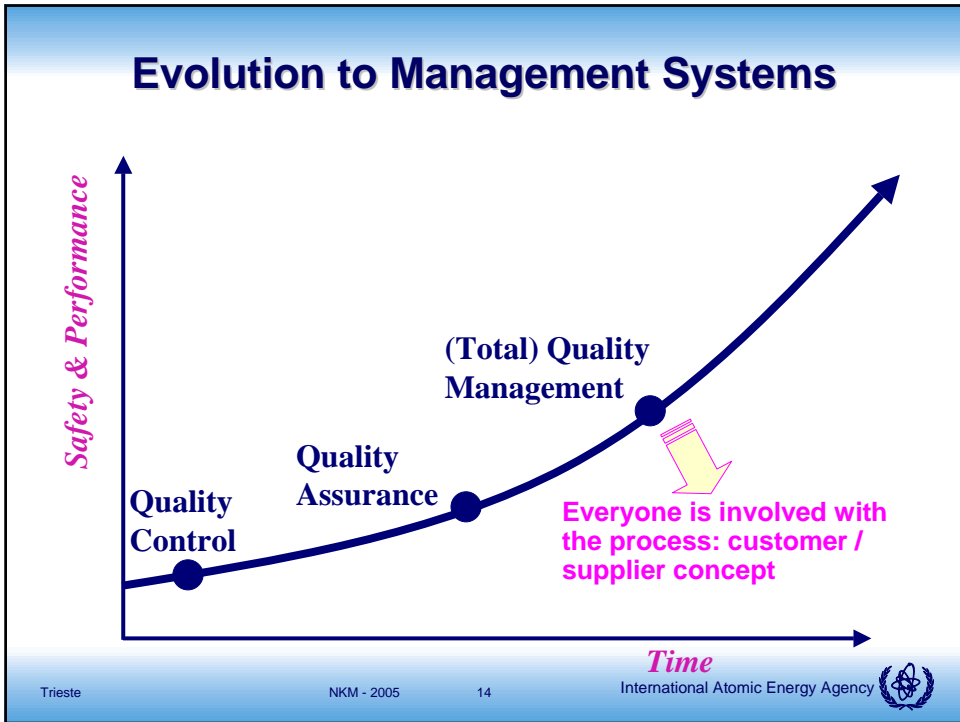 Evolution to Management Systems
Safety & Performance
(Total) Quality
Management
Quality
Assurance
Quality
Control
Everyone is involved with
the process: customer /
supplier concept
Time
Trieste
NKM - 2005
14
International Atomic Energy Agency